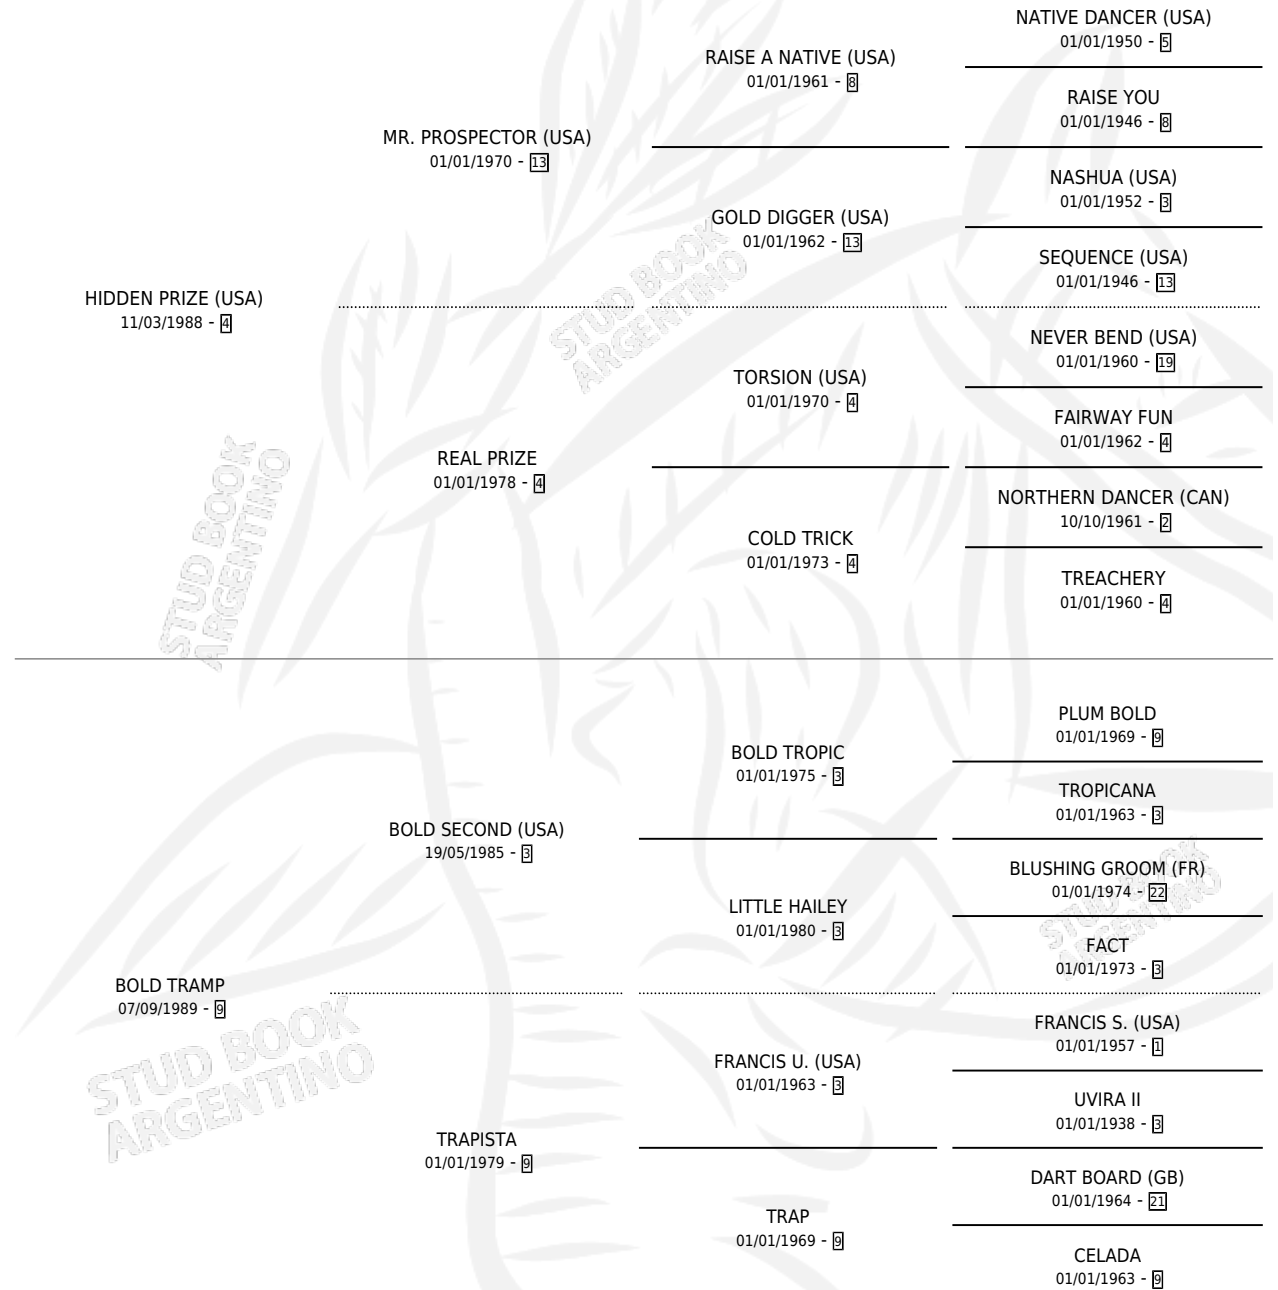 NATIVE DANCER (USA)
01/01/1950 - 5
RAISE A NATIVE (USA)
01/01/1961 - 8
RAISE YOU
01/01/1946 - 8
MR. PROSPECTOR (USA)
01/01/1970 - 13
NASHUA (USA)
01/01/1952 - 3
GOLD DIGGER (USA)
01/01/1962 - 13
SEQUENCE (USA)
01/01/1946 - 13
HIDDEN PRIZE (USA)
11/03/1988 - 4
NEVER BEND (USA)
01/01/1960 - 19
TORSION (USA)
01/01/1970 - 4
FAIRWAY FUN
01/01/1962 - 4
REAL PRIZE
01/01/1978 - 4
NORTHERN DANCER (CAN)
10/10/1961 - 2
COLD TRICK
01/01/1973 - 4
TREACHERY
01/01/1960 - 4
PLUM BOLD
01/01/1969 - 9
BOLD TROPIC
01/01/1975 - 3
TROPICANA
01/01/1963 - 3
BOLD SECOND (USA)
19/05/1985 - 3
BLUSHING GROOM (FR)
01/01/1974 - 22
LITTLE HAILEY
01/01/1980 - 3
FACT
01/01/1973 - 3
BOLD TRAMP
07/09/1989 - 9
FRANCIS S. (USA)
01/01/1957 - 1
FRANCIS U. (USA)
01/01/1963 - 3
UVIRA II
01/01/1938 - 3
TRAPISTA
01/01/1979 - 9
DART BOARD (GB)
01/01/1964 - 21
TRAP
01/01/1969 - 9
CELADA
01/01/1963 - 9
STUD BOOK
ARGENTINO
STUD BOOK
ARGENTINO
STUD BOOK
ARGENTINO
STUD BOOK
ARGENTINO